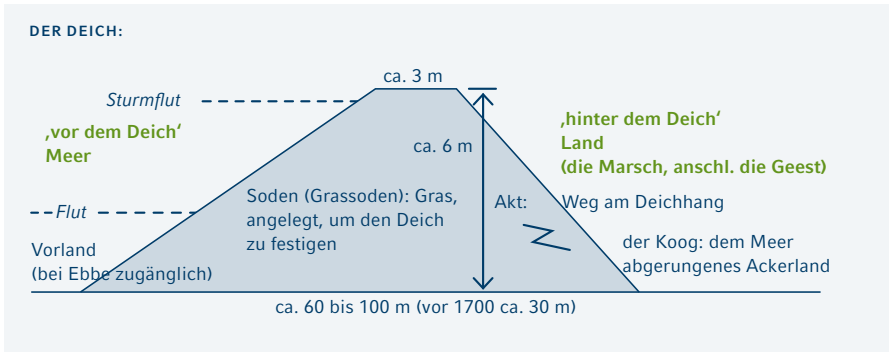 DER DEICH:
ca. 3 m
Sturmflut
‚vor dem Deich‘
Meer
ca. 6 m
‚hinter dem Deich‘
Land
(die Marsch, anschl. die Geest)
Flut
Soden (Grassoden): Gras,
angelegt, um den Deich
zu festigen
Akt:
Weg am Deichhang
Vorland
(bei Ebbe zugänglich)
der Koog: dem Meer
abgerungenes Ackerland
ca. 60 bis 100 m (vor 1700 ca. 30 m)